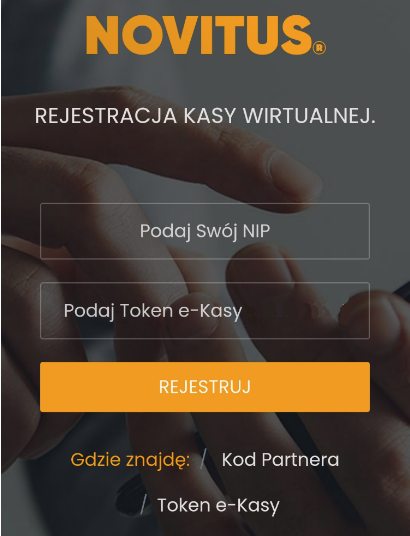 NOVITUS®
REJESTRACJA KASY WIRTUALNEJ.
Podaj Swój NIP
Podaj Token e-Kasy
REJESTRUJ
Gdzie znajdę: / Kod Partnera
/ Token e-Kasy